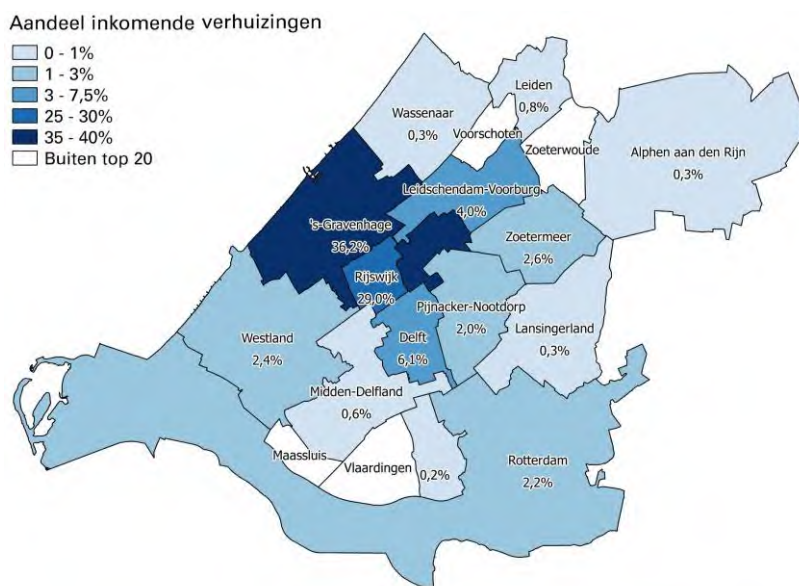 Aandeel inkomende verhuizingen
0 - 1%
1 - 3%
3 - 7,5%
25 - 30%
35 - 40%
Buiten top 20
Leiden
0,8%
Wassenaar
0,3%
Voorschoten
Zoeterwoude
Alphen aan den Rijn
0,3%
Leidschendam-Voorburg
4,0%
's-Gravenhage
36,2%
Zoetermeer
2,6%
Rijswijk
29,0%
Pijnacker-Nootdorp
2,0%
Lansingerland
0,3%
Westland
2,4%
Delft
6,1%
Midden-Delfland
0,6%
Maassluis
Vlaardingen
0,2%
Rotterdam
2,2%